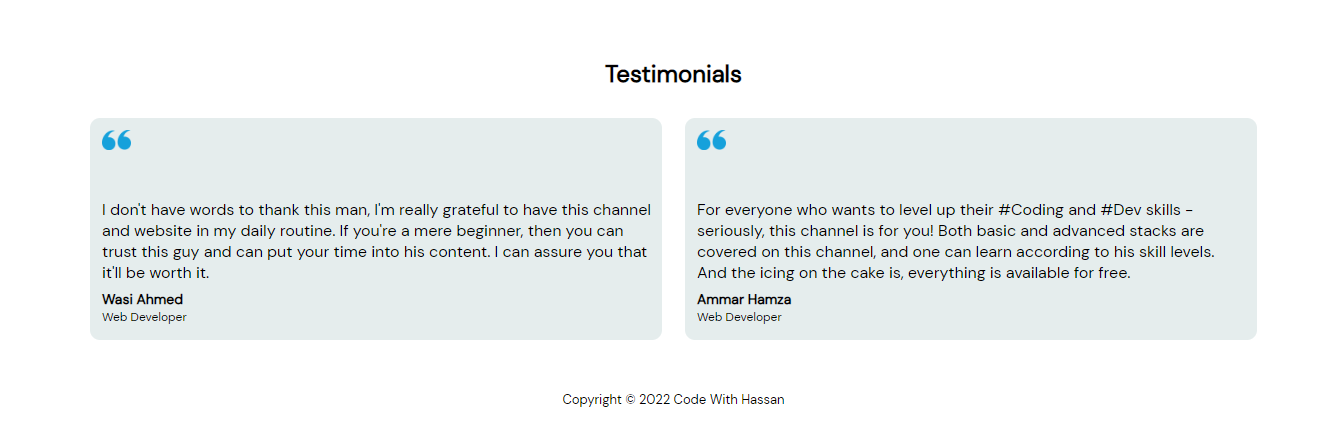 Testimonials
I don't have words to thank this man, I'm really grateful to have this channel
and website in my daily routine. If you're a mere beginner, then you can
trust this guy and can put your time into his content. I can assure you that
it'll be worth it.
Wasi Ahmed
Web Developer
For everyone who wants to level up their #Coding and #Dev skills -
seriously, this channel is for you! Both basic and advanced stacks are
covered on this channel, and one can learn according to his skill levels.
And the icing on the cake is, everything is available for free.
Ammar Hamza
Web Developer
Copyright © 2022 Code With Hassan